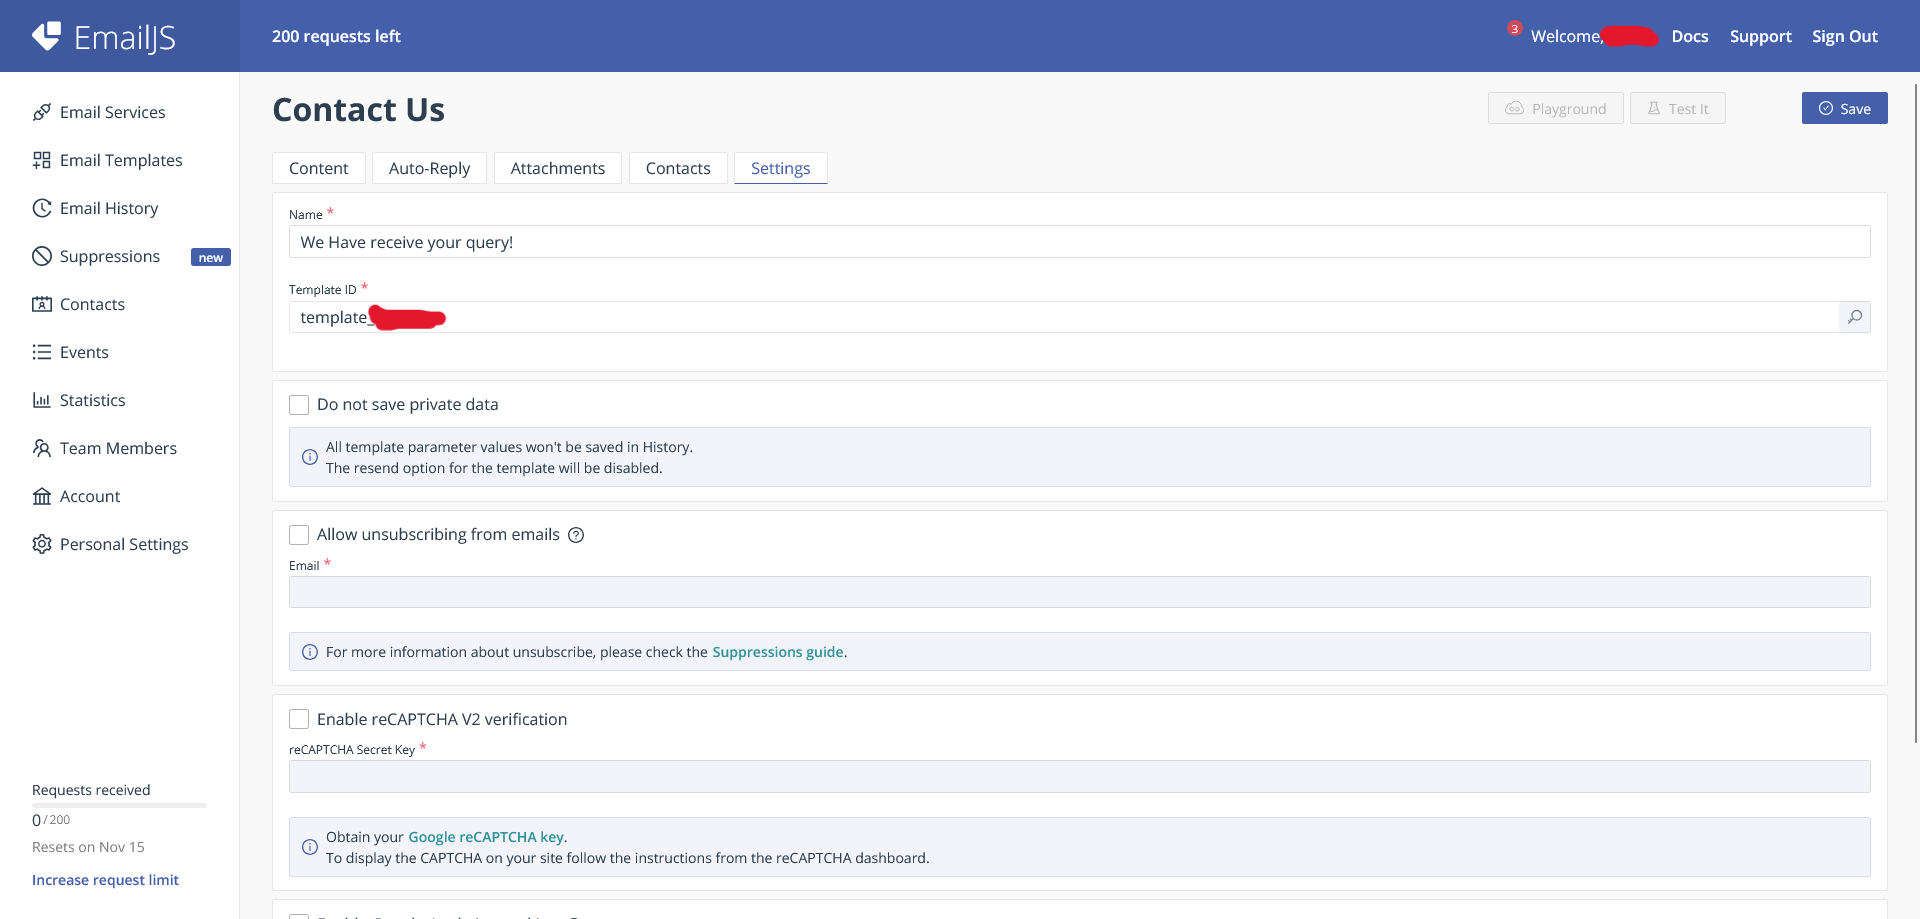 EmailJS
200 requests left
3
Welcome,
Docs
Support
Sign Out
Email Services
Email Templates
Email History
Suppressions
new
Contacts
Events
Statistics
Team Members
Account
Personal Settings
Requests received
0 / 200
Resets on Nov 15
Increase request limit
Contact Us
Playground
Test It
Save
Content
Auto-Reply
Attachments
Contacts
Settings
Name *
We Have receive your query!
Template ID *
template_
Do not save private data
All template parameter values won't be saved in History.
The resend option for the template will be disabled.
Allow unsubscribing from emails
Email *
For more information about unsubscribe, please check the Suppressions guide.
Enable reCAPTCHA V2 verification
reCAPTCHA Secret Key *
Obtain your Google reCAPTCHA key.
To display the CAPTCHA on your site follow the instructions from the reCAPTCHA dashboard.